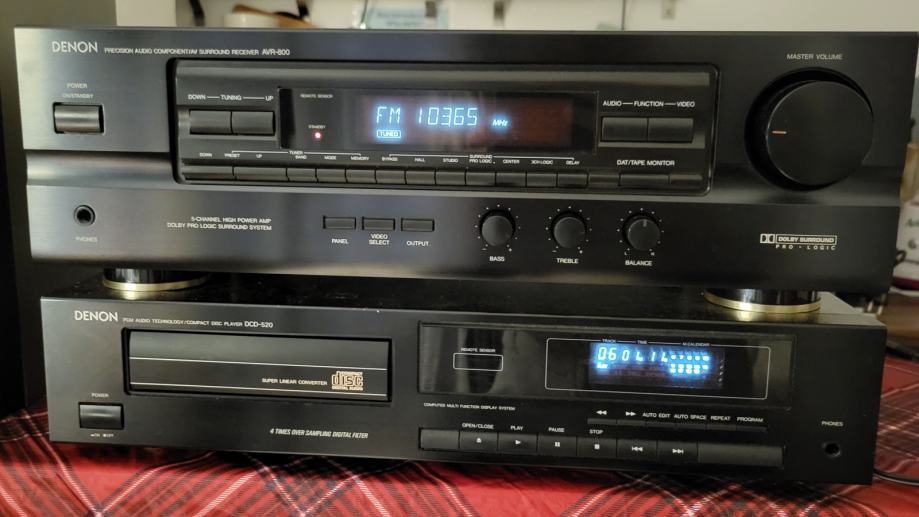 DENON PRECISION AUDIO COMPONENT/AV SURROUND RECEIVER AVR-800
MASTER VOLUME
POWER
ON/STANDBY
DOWN TUNING UP
REMOTE SENSOR
STANDBY
FM 10365 MHz
TUNED
AUDIO FUNCTION VIDEO
DOWN PRESET UP TUNER BAND MODE MEMORY BYPASS HALL STUDIO SURROUND PRO LOGIC CENTER 3CH LOGIC DELAY
DAT/TAPE MONITOR
PHONES
5-CHANNEL HIGH POWER AMP
DOLBY PRO LOGIC SURROUND SYSTEM
PANEL
VIDEO SELECT
OUTPUT
BASS
TREBLE
L R
BALANCE
DOLBY SURROUND
PRO · LOGIC
DENON PCM AUDIO TECHNOLOGY/COMPACT DISC PLAYER DCD-520
REMOTE SENSOR
TRACK TIME M.CALENDAR
SUPER LINEAR CONVERTER
COMPACT disc DIGITAL AUDIO
COMPUTED MULTI FUNCTION DISPLAY SYSTEM
POWER
4 TIMES OVER SAMPLING DIGITAL FILTER
AUTO EDIT AUTO SPACE REPEAT PROGRAM
OPEN/CLOSE PLAY PAUSE STOP
PHONES